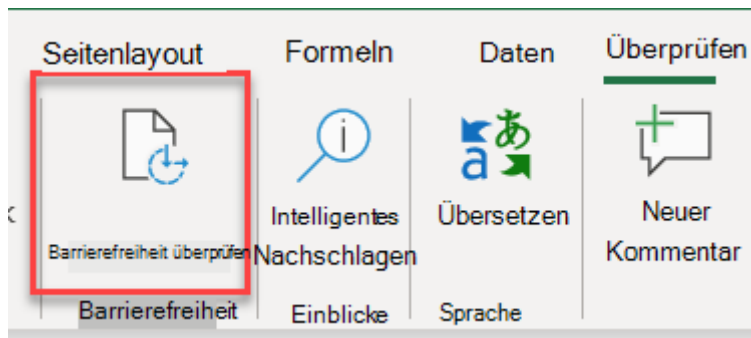 Seitenlayout Formeln Daten Überprüfen
Barrierefreiheit überprüfen
Intelligentes
Nachschlagen
Übersetzen
Neuer
Kommentar
Barrierefreiheit Einblicke Sprache